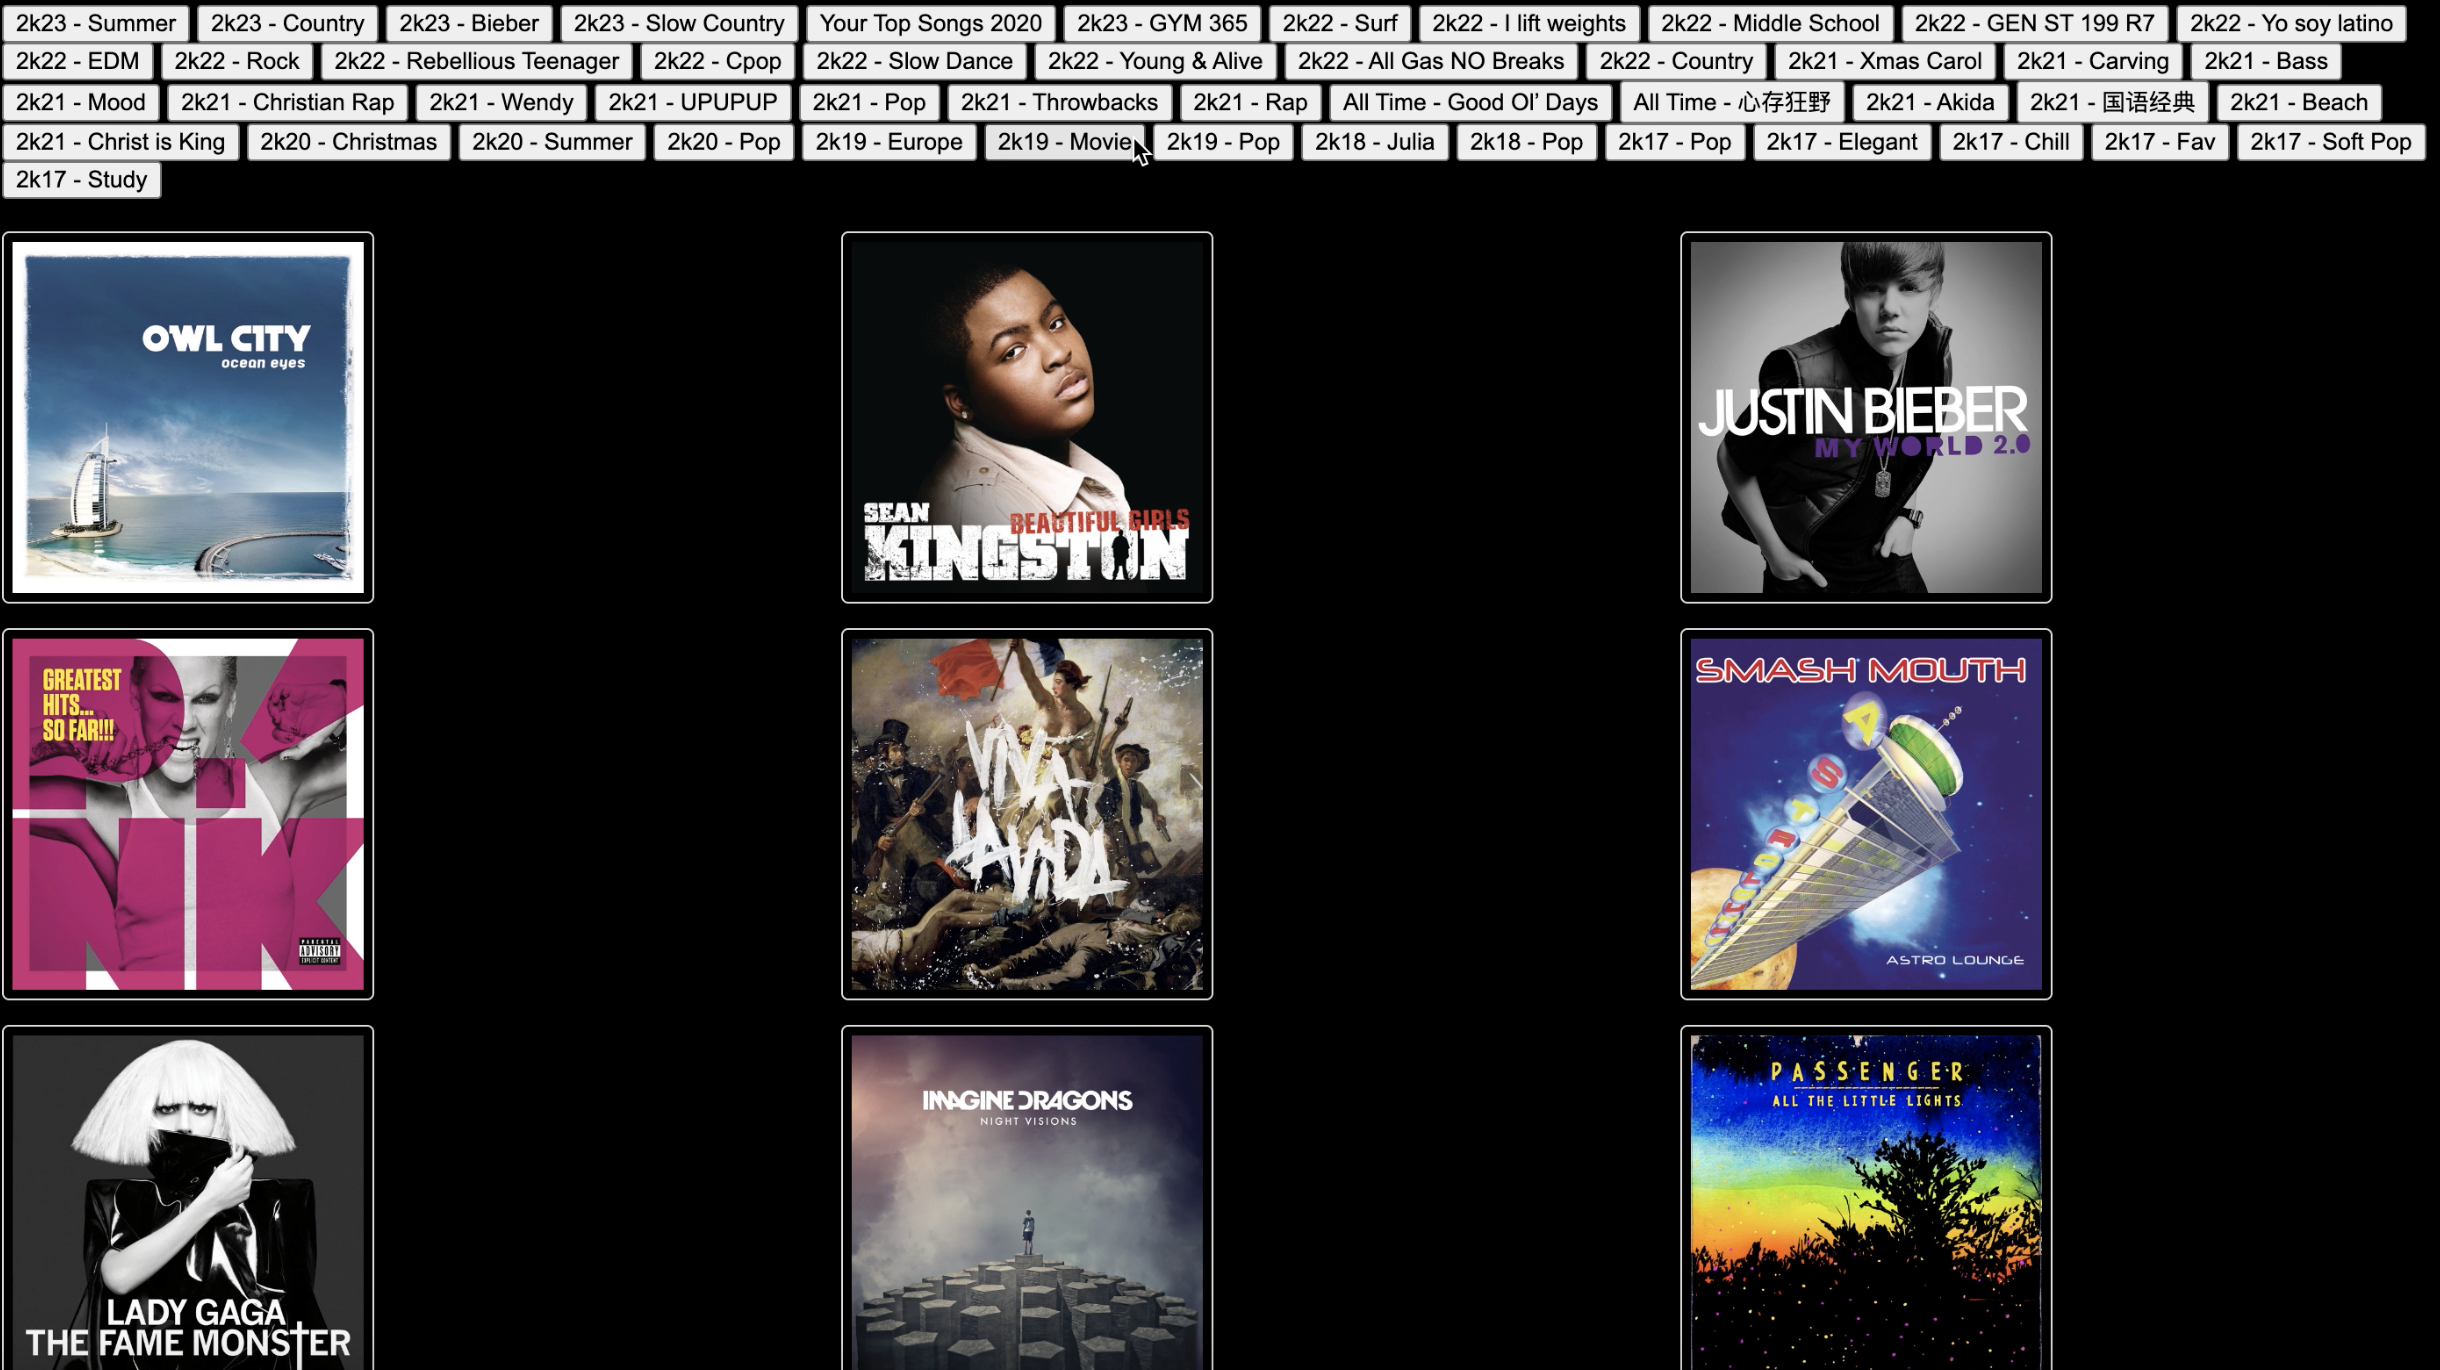 2k23 - Summer 2k23 - Country 2k23 - Bieber 2k23 - Slow Country Your Top Songs 2020 2k23 - GYM 365 2k22 - Surf 2k22 - I lift weights 2k22 - Middle School 2k22 - GEN ST 199 R7 2k22 - Yo soy latino
2k22 - EDM 2k22 - Rock 2k22 - Rebellious Teenager 2k22 - Cpop 2k22 - Slow Dance 2k22 - Young & Alive 2k22 - All Gas NO Breaks 2k22 - Country 2k21 - Xmas Carol 2k21 - Carving 2k21 - Bass
2k21 - Mood 2k21 - Christian Rap 2k21 - Wendy 2k21 - UPUPUP 2k21 - Pop 2k21 - Throwbacks 2k21 - Rap All Time - Good Ol’ Days All Time - 心存狂野 2k21 - Akida 2k21 - 国语经典 2k21 - Beach
2k21 - Christ is King 2k20 - Christmas 2k20 - Summer 2k20 - Pop 2k19 - Europe 2k19 - Movie 2k19 - Pop 2k18 - Julia 2k18 - Pop 2k17 - Pop 2k17 - Elegant 2k17 - Chill 2k17 - Fav 2k17 - Soft Pop
2k17 - Study
OWL CITY
ocean eyes
SEAN
BEAUTIFUL GIRLS
KINGSTON
JUSTIN BIEBER
MY WORLD 2.0
GREATEST
HITS...
SO FAR!!!
P!NK
PARENTAL
ADVISORY
EXPLICIT CONTENT
VIVA
LA VIDA
SMASH MOUTH
ASTRO LOUNGE
LADY GAGA
THE FAME MONSTER
IMAGINE DRAGONS
NIGHT VISIONS
PASSENGER
ALL THE LITTLE LIGHTS